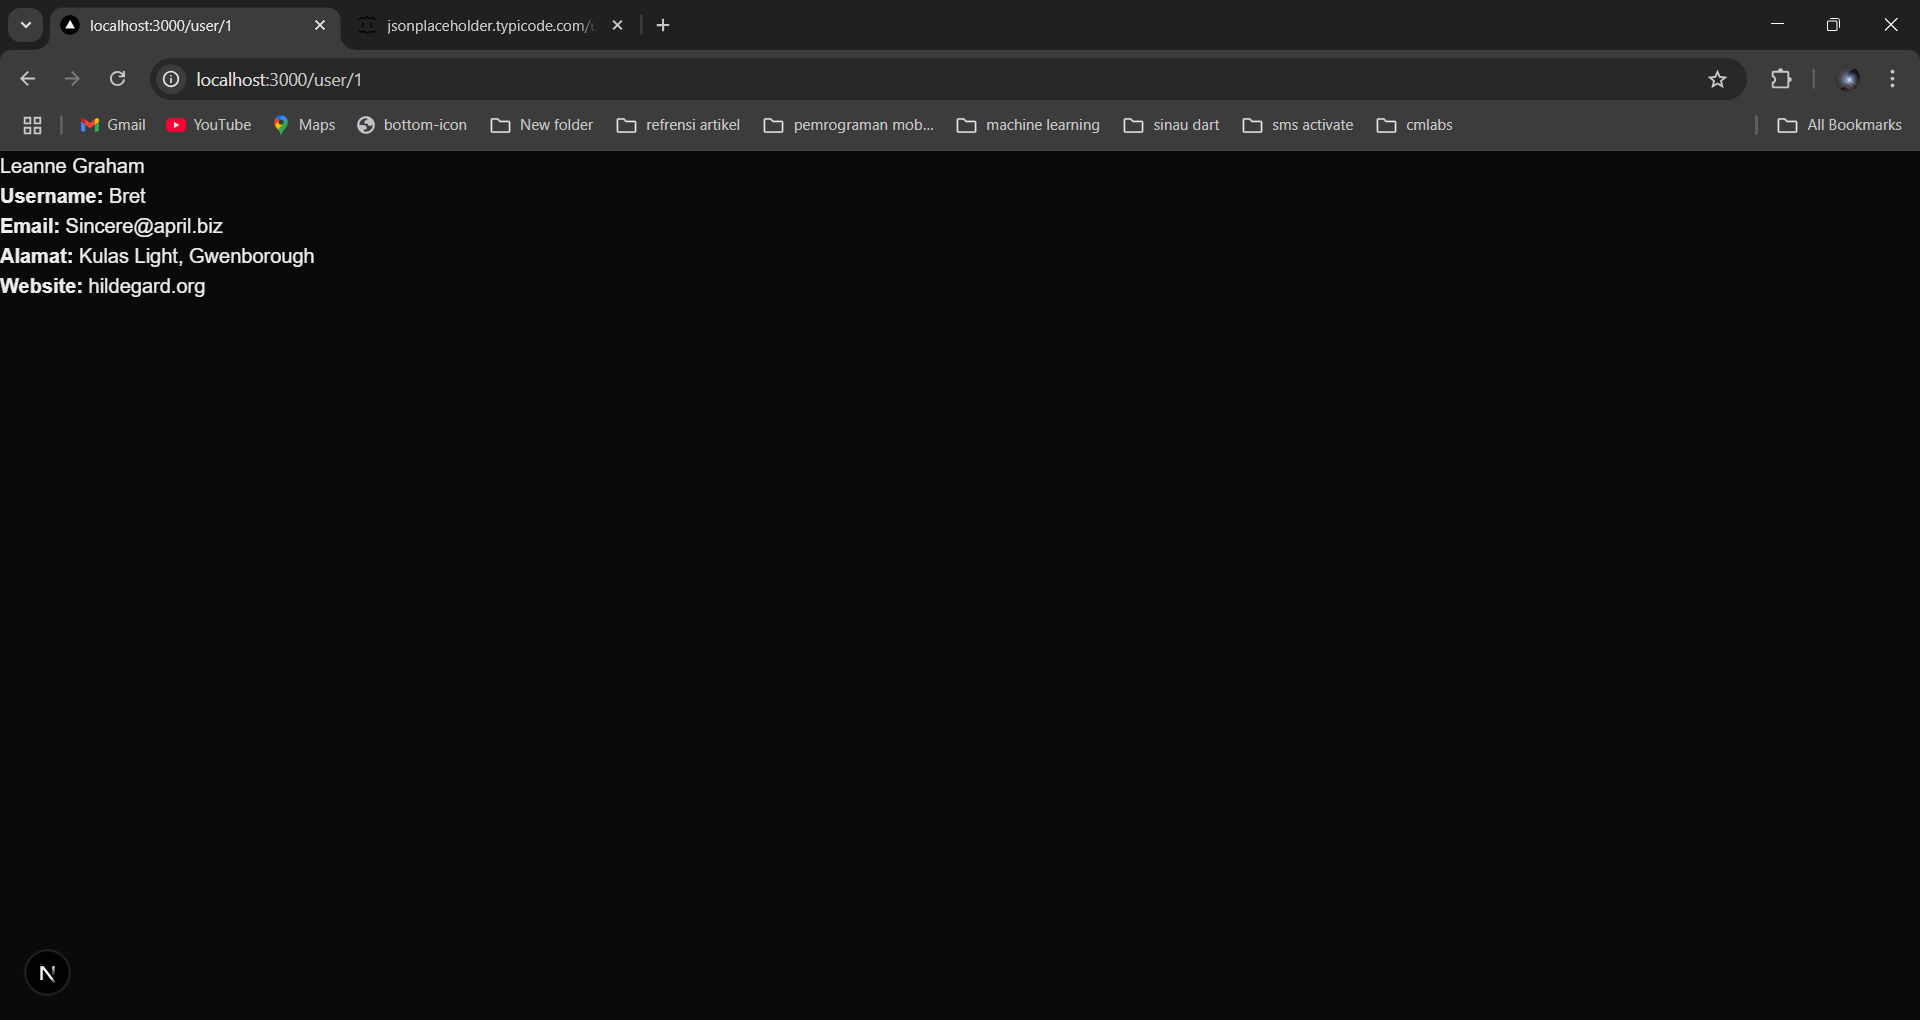 localhost:3000/user/1
jsonplaceholder.typicode.com/
localhost:3000/user/1
Gmail
YouTube
Maps
bottom-icon
New folder
refrensi artikel
pemrograman mob...
machine learning
sinau dart
sms activate
cmlabs
All Bookmarks
Leanne Graham
Username: Bret
Email: Sincere@april.biz
Alamat: Kulas Light, Gwenborough
Website: hildegard.org
N